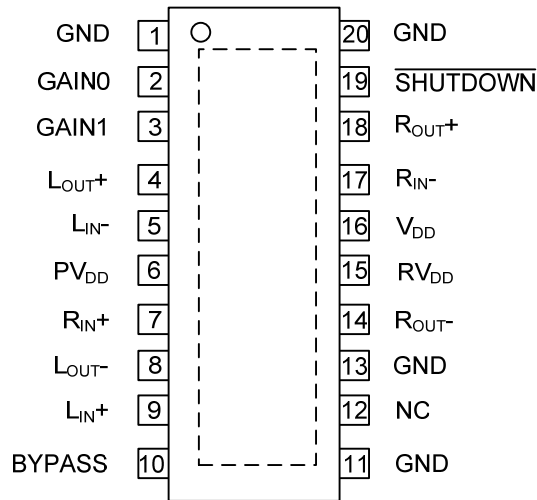 GND 1 20 GND
GAIN0 2 19 SHUTDOWN
GAIN1 3 18 ROUT+
LOUT+ 4 17 RIN-
LIN- 5 16 VDD
PVDD 6 15 RVDD
RIN+ 7 14 ROUT-
LOUT- 8 13 GND
LIN+ 9 12 NC
BYPASS 10 11 GND